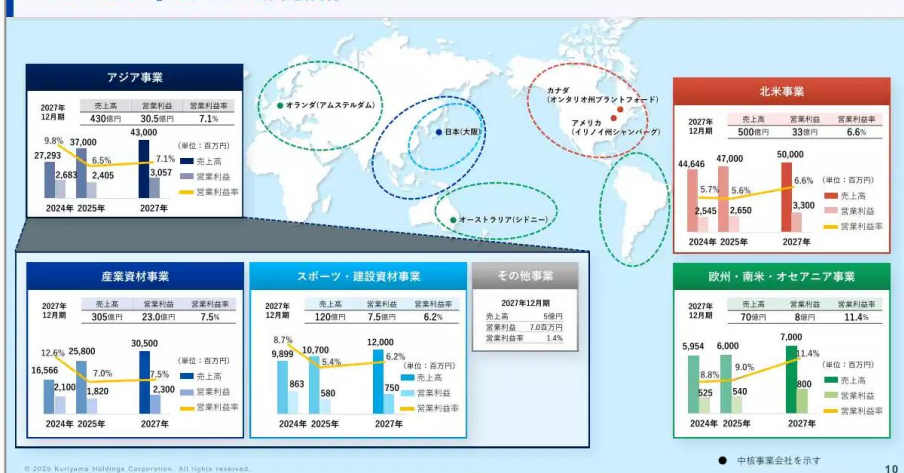 アジア事業
2027年
12月期
売上高 営業利益 営業利益率
430億円 30.5億円 7.1%
43,000
9.8% 37,000
27,293
6.5%
7.1%
2,683
2,405
3,057
(単位：百万円)
売上高
営業利益
営業利益率
2024年 2025年 2027年
オランダ(アムステルダム)
日本(大阪)
オーストラリア(シドニー)
カナダ
(オンタリオ州ブラントフォード)
アメリカ
(イリノイ州シャンバーグ)
北米事業
2027年
12月期
売上高 営業利益 営業利益率
500億円 33億円 6.6%
44,646 47,000 50,000
5.7% 5.6% 6.6%
2,545 2,650 3,300
(単位：百万円)
売上高
営業利益
営業利益率
2024年 2025年 2027年
産業資材事業
2027年
12月期
売上高 営業利益 営業利益率
305億円 23.0億円 7.5%
12.6% 25,800 30,500
16,566
7.0% 7.5%
2,100 1,820 2,300
(単位：百万円)
売上高
営業利益
営業利益率
2024年 2025年 2027年
スポーツ・建設資材事業
2027年
12月期
売上高 営業利益 営業利益率
120億円 7.5億円 6.2%
8.7%
9,899 10,700 12,000
5.4% 6.2%
863 580 750
(単位：百万円)
売上高
営業利益
営業利益率
2024年 2025年 2027年
その他事業
2027年12月期
売上高 5億円
営業利益 7.0百万円
営業利益率 1.4%
欧州・南米・オセアニア事業
2027年
12月期
売上高 営業利益 営業利益率
70億円 8億円 11.4%
5,954 6,000 7,000
8.8% 9.0% 11.4%
525 540 800
(単位：百万円)
売上高
営業利益
営業利益率
2024年 2025年 2027年
● 中核事業会社を示す
© 2025 Kuriyama Holdings Corporation. All rights reserved.
10